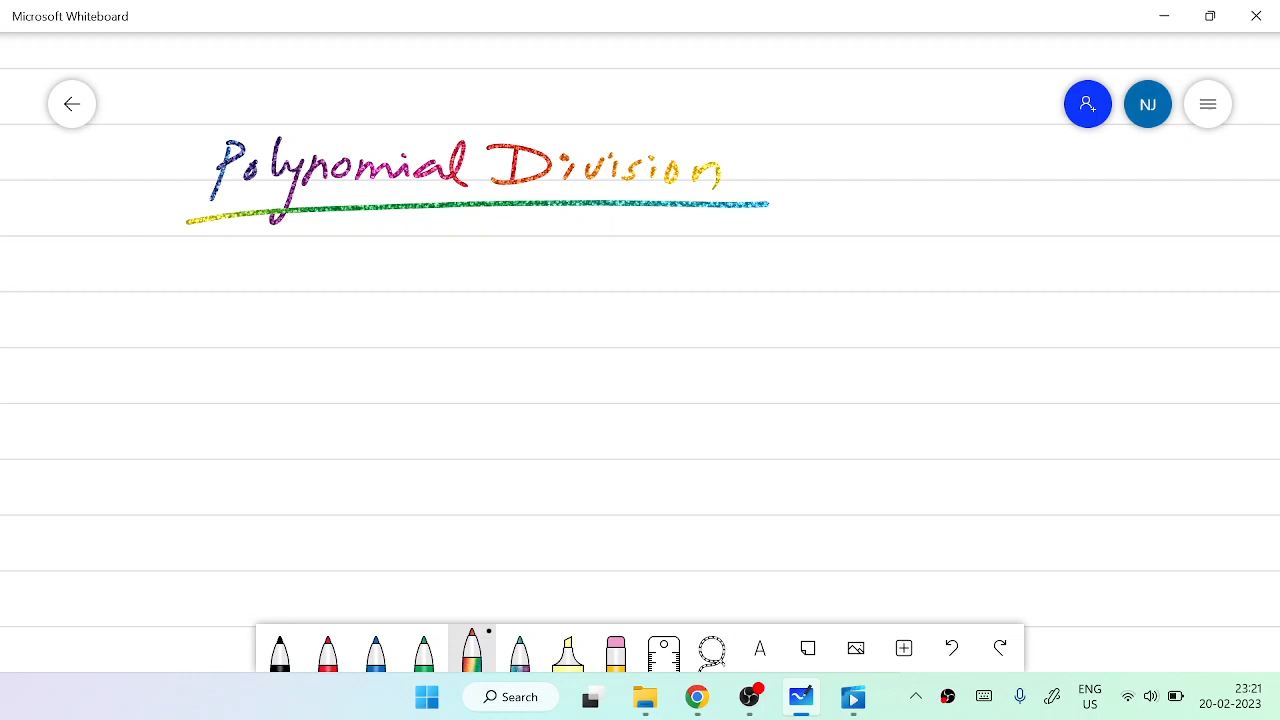 Microsoft Whiteboard
NJ
Polynomial Division
A
Search
ENG
US
23:21
20-02-2023